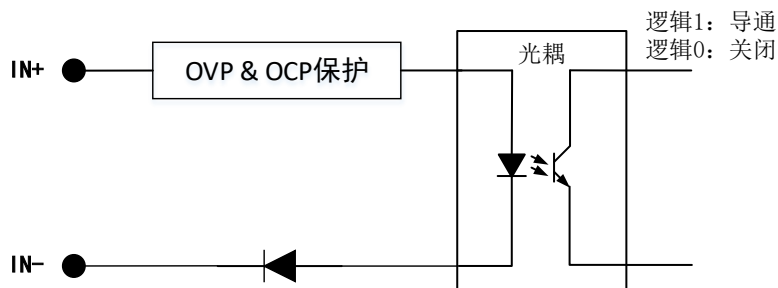 逻辑1: 导通
逻辑0: 关闭
光耦
IN+
OVP & OCP保护
IN-